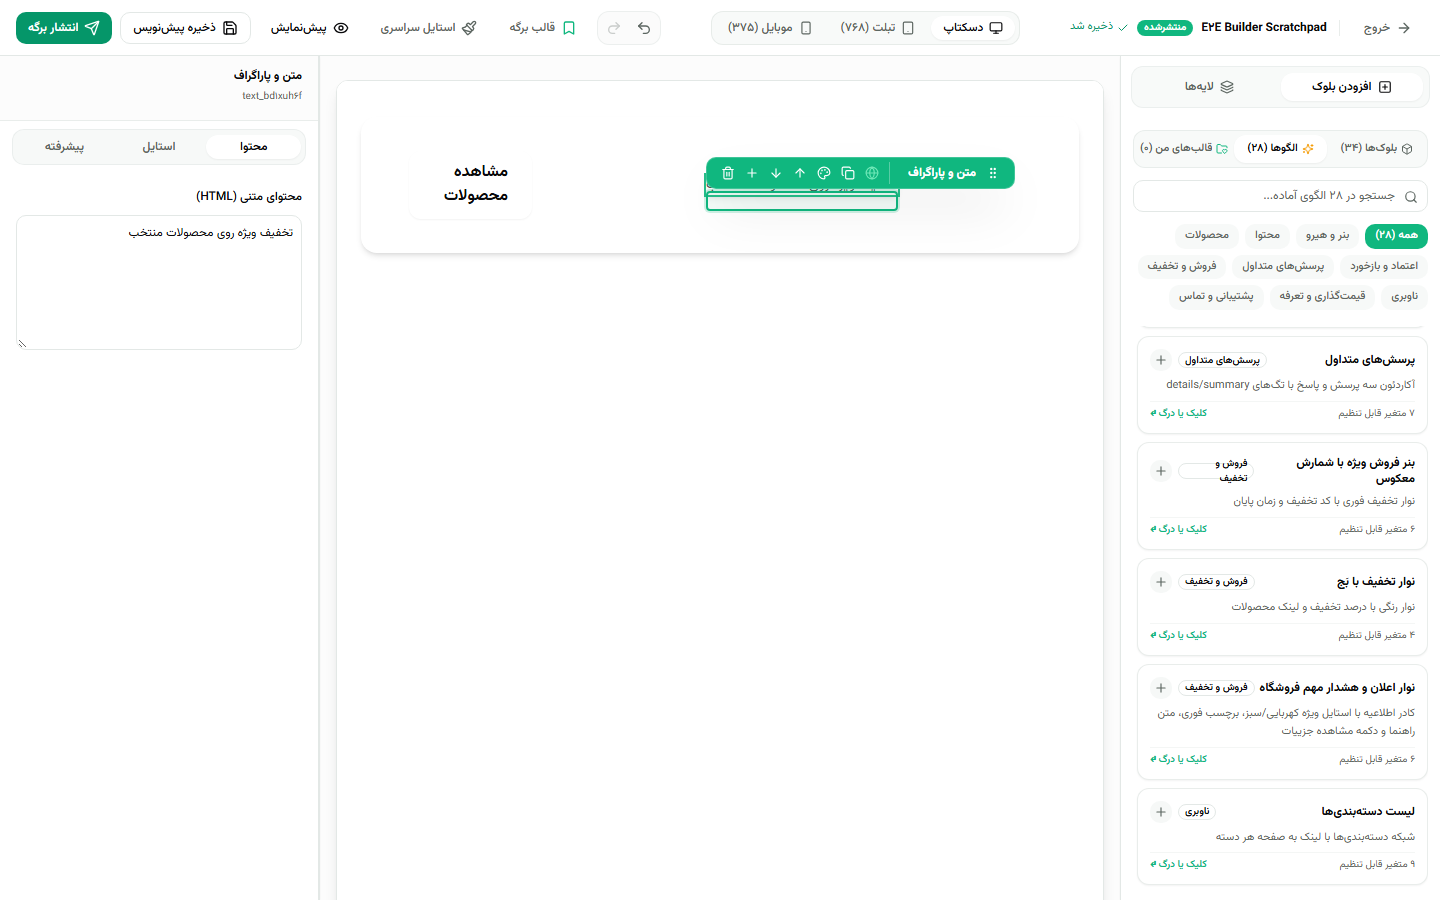 خروج
E۲E Builder Scratchpad
منتشرشده
ذخیره شد
دسکتاپ
تبلت (۷۶۸)
موبایل (۳۷۵)
قالب برگه
استایل سراسری
پیش‌نمایش
ذخیره پیش‌نویس
انتشار برگه
افزودن بلوک
لایه‌ها
بلوک‌ها (۳۴)
الگوها (۲۸)
قالب‌های من (۰)
جستجو در ۲۸ الگوی آماده...
همه (۲۸)
بنر و هیرو
محتوا
محصولات
اعتماد و بازخورد
پرسش‌های متداول
فروش و تخفیف
ناوبری
قیمت‌گذاری و تعرفه
پشتیبانی و تماس
پرسش‌های متداول
پرسش‌های متداول
آکاردئون سه پرسش و پاسخ با تگ‌های details/summary
۷ متغیر قابل تنظیم
کلیک یا درگ
بنر فروش ویژه با شمارش
معکوس
فروش و
تخفیف
نوار تخفیف فوری با کد تخفیف و زمان پایان
۶ متغیر قابل تنظیم
کلیک یا درگ
نوار تخفیف با بَج
فروش و تخفیف
نوار رنگی با درصد تخفیف و لینک محصولات
۴ متغیر قابل تنظیم
کلیک یا درگ
نوار اعلان و هشدار مهم فروشگاه
فروش و تخفیف
کادر اطلاعیه با استایل ویژه کهربایی/سبز، برچسب فوری، متن
راهنما و دکمه مشاهده جزییات
۶ متغیر قابل تنظیم
کلیک یا درگ
لیست دسته‌بندی‌ها
ناوبری
شبکه دسته‌بندی‌ها با لینک به صفحه هر دسته
۹ متغیر قابل تنظیم
کلیک یا درگ
متن و پاراگراف
مشاهده
محصولات
متن و پاراگراف
text_bd۱xuh۶f
محتوا
استایل
پیشرفته
محتوای متنی (HTML)
تخفیف ویژه روی محصولات منتخب